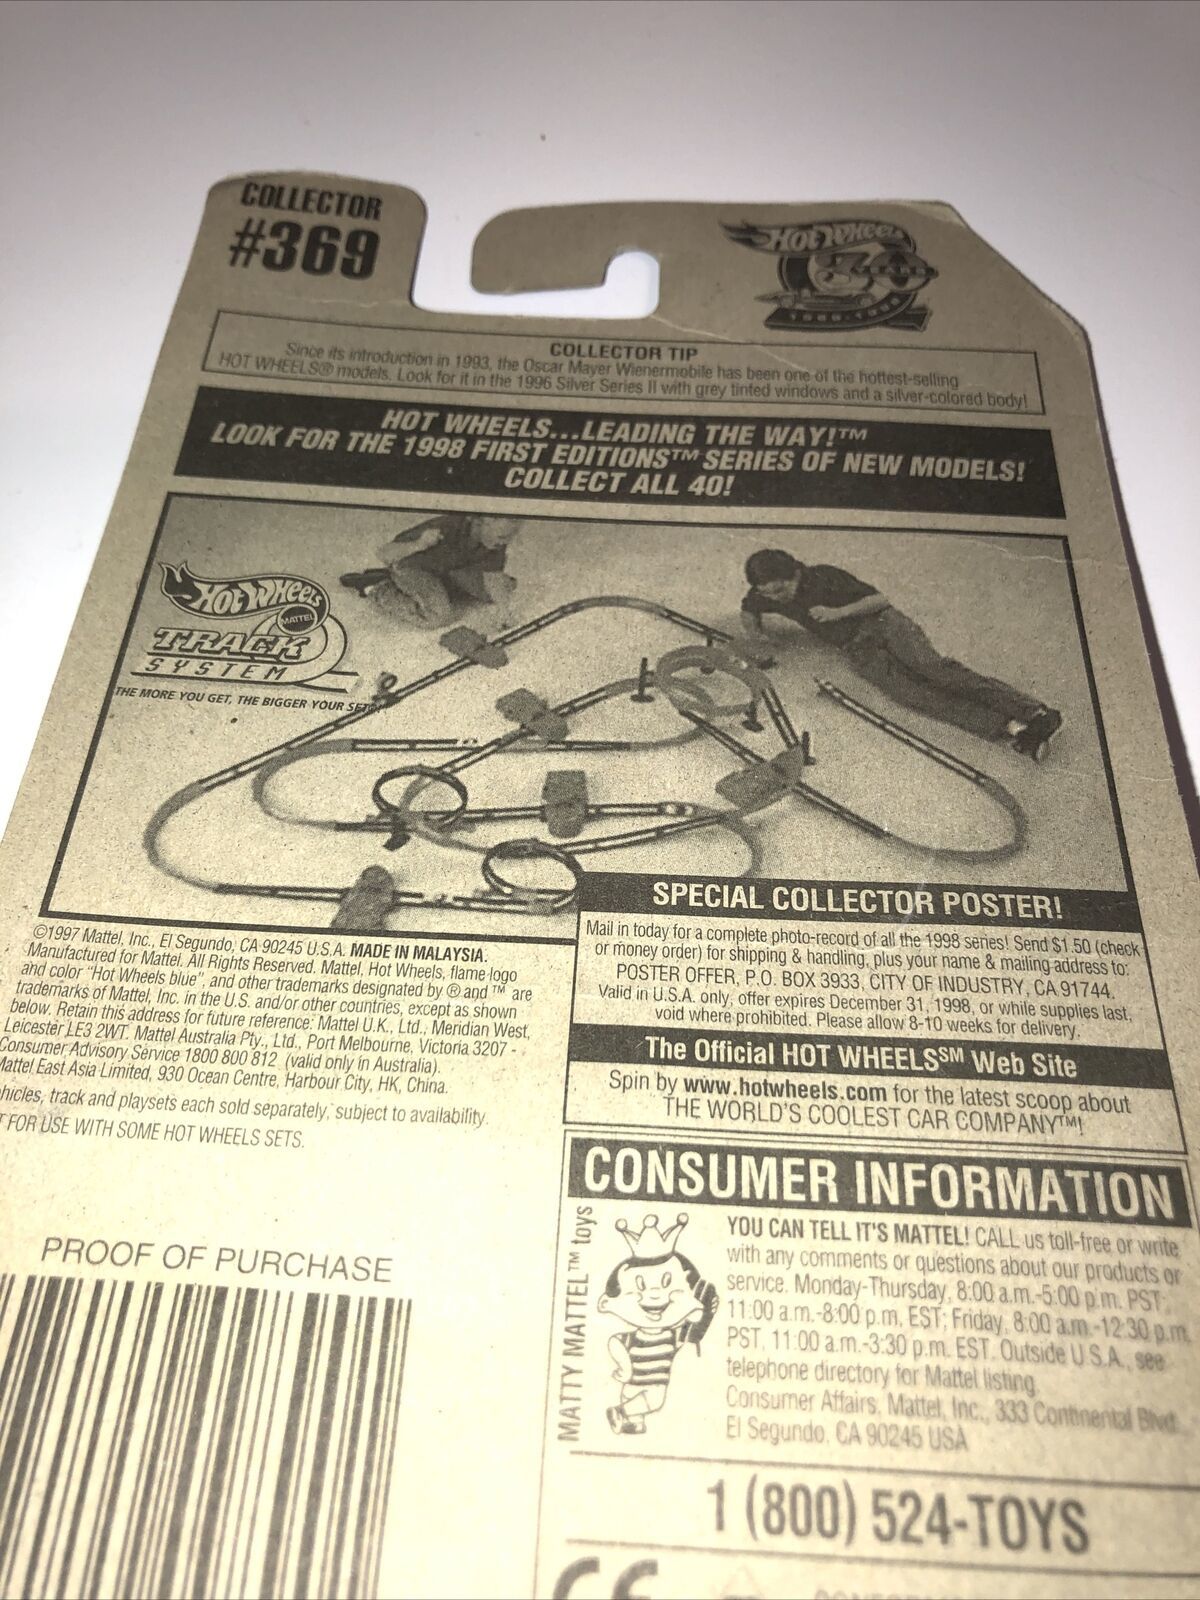 COLLECTOR
#369
HOT WHEELS
30
YEARS
1968-1998
COLLECTOR TIP
Since its introduction in 1993, the Oscar Mayer Wienermobile has been one of the hottest-selling
HOT WHEELS® models. Look for it in the 1996 Silver Series II with grey tinted windows and a silver-colored body!
HOT WHEELS...LEADING THE WAY!™
LOOK FOR THE 1998 FIRST EDITIONS™ SERIES OF NEW MODELS!
COLLECT ALL 40!
HOT WHEELS
MATTEL
TRACK
SYSTEM
THE MORE YOU GET, THE BIGGER YOUR SET!
SPECIAL COLLECTOR POSTER!
Mail in today for a complete photo-record of all the 1998 series! Send $1.50 (check
or money order) for shipping & handling, plus your name & mailing address to:
POSTER OFFER, P.O. BOX 3933, CITY OF INDUSTRY, CA 91744.
Valid in U.S.A. only, offer expires December 31, 1998, or while supplies last,
void where prohibited. Please allow 8-10 weeks for delivery.
©1997 Mattel, Inc., El Segundo, CA 90245 U.S.A. MADE IN MALAYSIA.
Manufactured for Mattel. All Rights Reserved. Mattel, Hot Wheels, flame logo
and color "Hot Wheels blue", and other trademarks designated by ® and ™ are
trademarks of Mattel, Inc. in the U.S. and/or other countries, except as shown
below. Retain this address for future reference: Mattel U.K., Ltd., Meridian West,
Leicester LE3 2WT. Mattel Australia Pty., Ltd., Port Melbourne, Victoria 3207 -
Consumer Advisory Service 1800 800 812 (valid only in Australia).
Mattel East Asia Limited, 930 Ocean Centre, Harbour City, HK, China.
hicles, track and playsets each sold separately, subject to availability.
T FOR USE WITH SOME HOT WHEELS SETS.
The Official HOT WHEELS℠ Web Site
Spin by www.hotwheels.com for the latest scoop about
THE WORLD'S COOLEST CAR COMPANY™!
CONSUMER INFORMATION
MATTY MATTEL™ toys
YOU CAN TELL IT'S MATTEL! CALL us toll-free or write
with any comments or questions about our products or
service. Monday-Thursday, 8:00 a.m.-5:00 p.m. PST;
11:00 a.m.-8:00 p.m. EST; Friday, 8:00 a.m.-12:30 p.m.
PST, 11:00 a.m.-3:30 p.m. EST. Outside U.S.A., see
telephone directory for Mattel listing.
Consumer Affairs, Mattel, Inc., 333 Continental Blvd.,
El Segundo, CA 90245 USA
1 (800) 524-TOYS
PROOF OF PURCHASE
CE